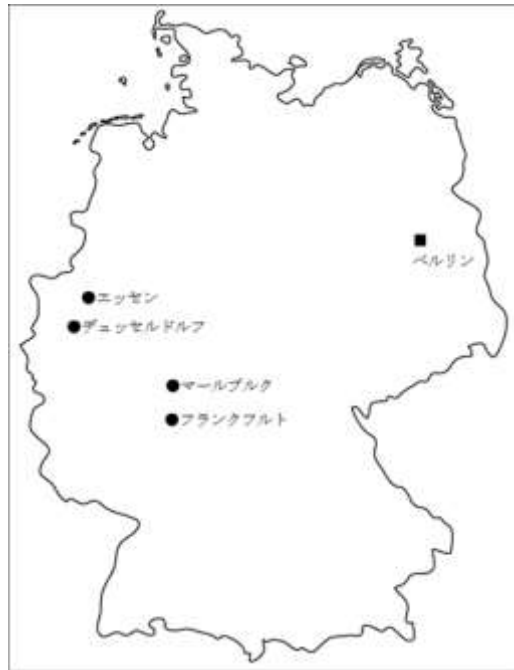 ベルリン
エッセン
デュッセルドルフ
マールブルク
フランクフルト